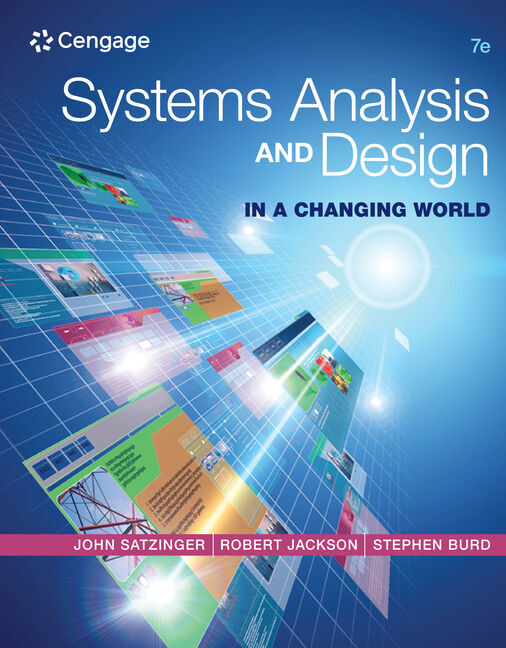 Cengage
7e
Systems Analysis
AND Design
IN A CHANGING WORLD
JOHN SATZINGER | ROBERT JACKSON | STEPHEN BURD